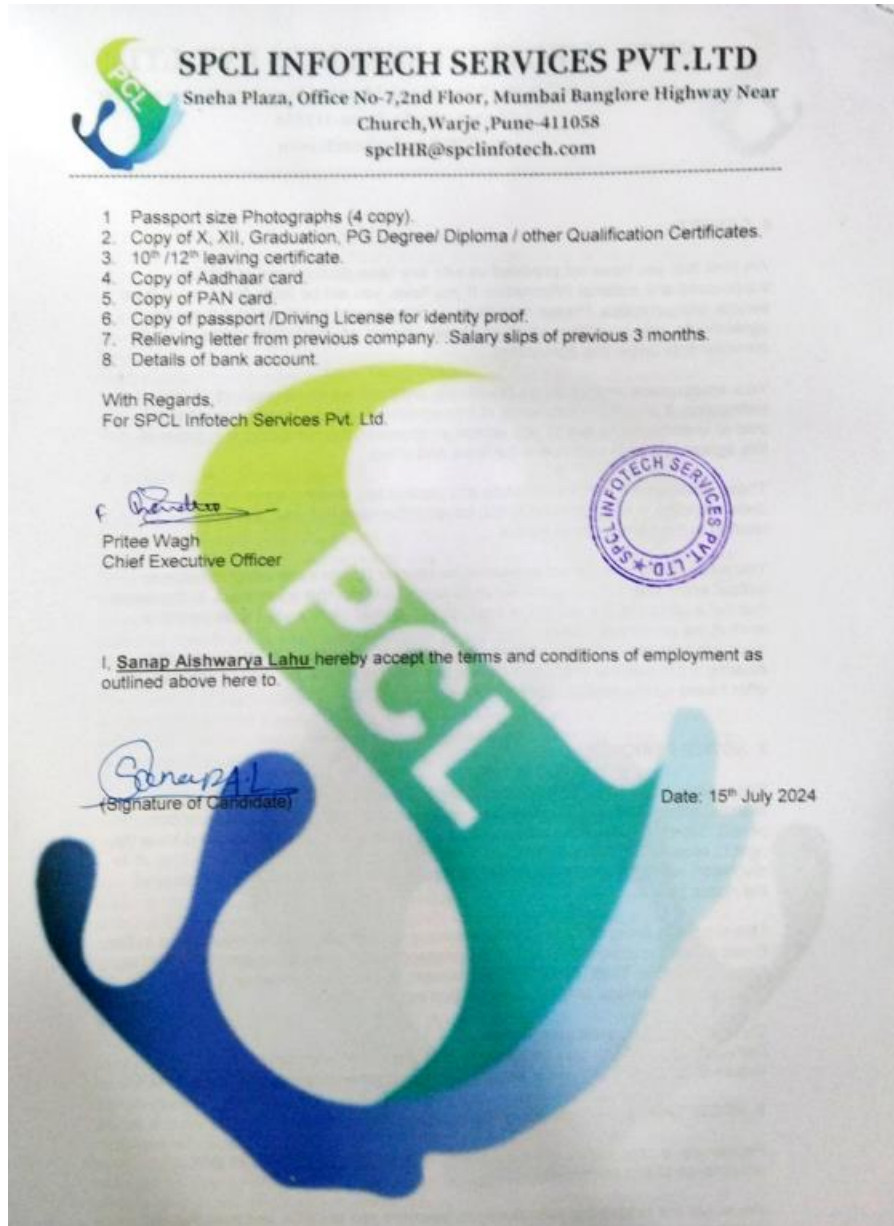 PCL
SPCL INFOTECH SERVICES PVT.LTD
Sneha Plaza, Office No-7,2nd Floor, Mumbai Banglore Highway Near
Church,Warje ,Pune-411058
spclHR@spclinfotech.com
1 Passport size Photographs (4 copy).
2. Copy of X, XII, Graduation, PG Degree/ Diploma / other Qualification Certificates.
3. 10th /12th leaving certificate.
4. Copy of Aadhaar card.
5. Copy of PAN card.
6. Copy of passport /Driving License for identity proof.
7. Relieving letter from previous company. .Salary slips of previous 3 months.
8. Details of bank account.
With Regards,
For SPCL Infotech Services Pvt. Ltd.
SPCL INFOTECH SERVICES PVT. LTD.
Pritee Wagh
Chief Executive Officer
PCL
I, Sanap Aishwarya Lahu hereby accept the terms and conditions of employment as
outlined above here to.
Sanap A.L
(Signature of Candidate)
Date: 15th July 2024